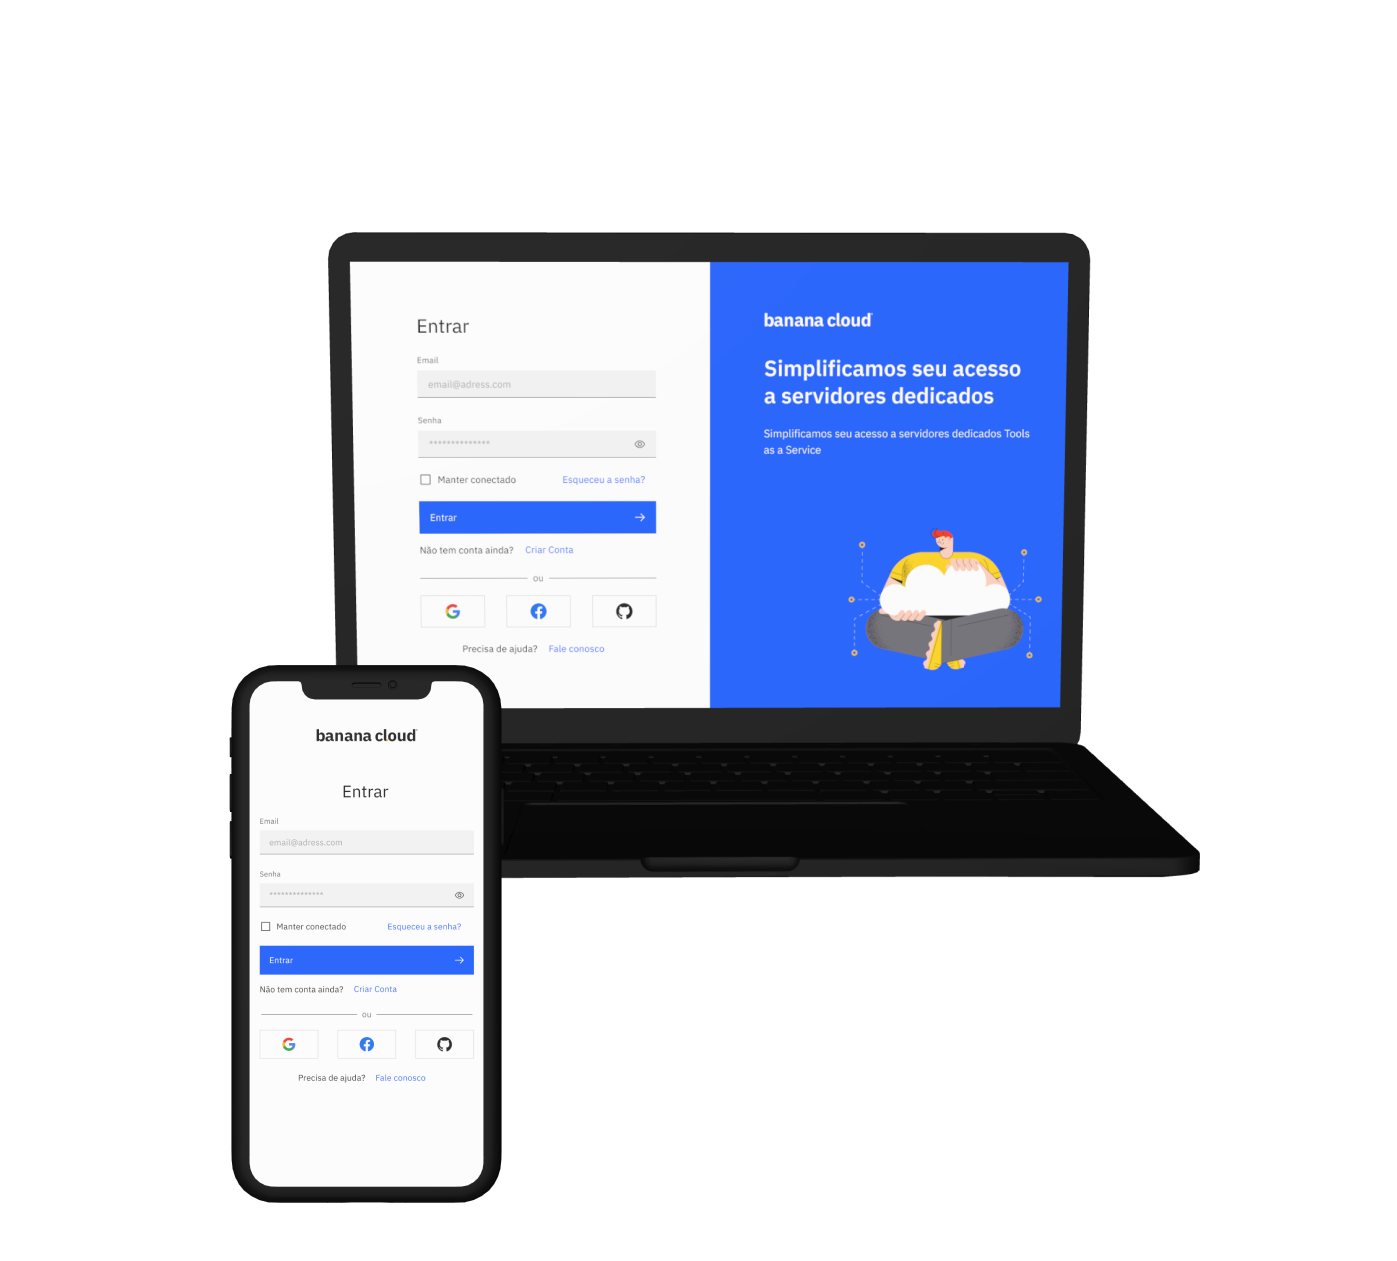 Entrar
Email
email@adress.com
Senha
**************
Manter conectado Esqueceu a senha?
Entrar
Não tem conta ainda? Criar Conta
ou
Precisa de ajuda? Fale conosco
banana cloud
Simplificamos seu acesso
a servidores dedicados
Simplificamos seu acesso a servidores dedicados Tools
as a Service
banana cloud
Entrar
Email
email@adress.com
Senha
**************
Manter conectado Esqueceu a senha?
Entrar
Não tem conta ainda? Criar Conta
ou
Precisa de ajuda? Fale conosco